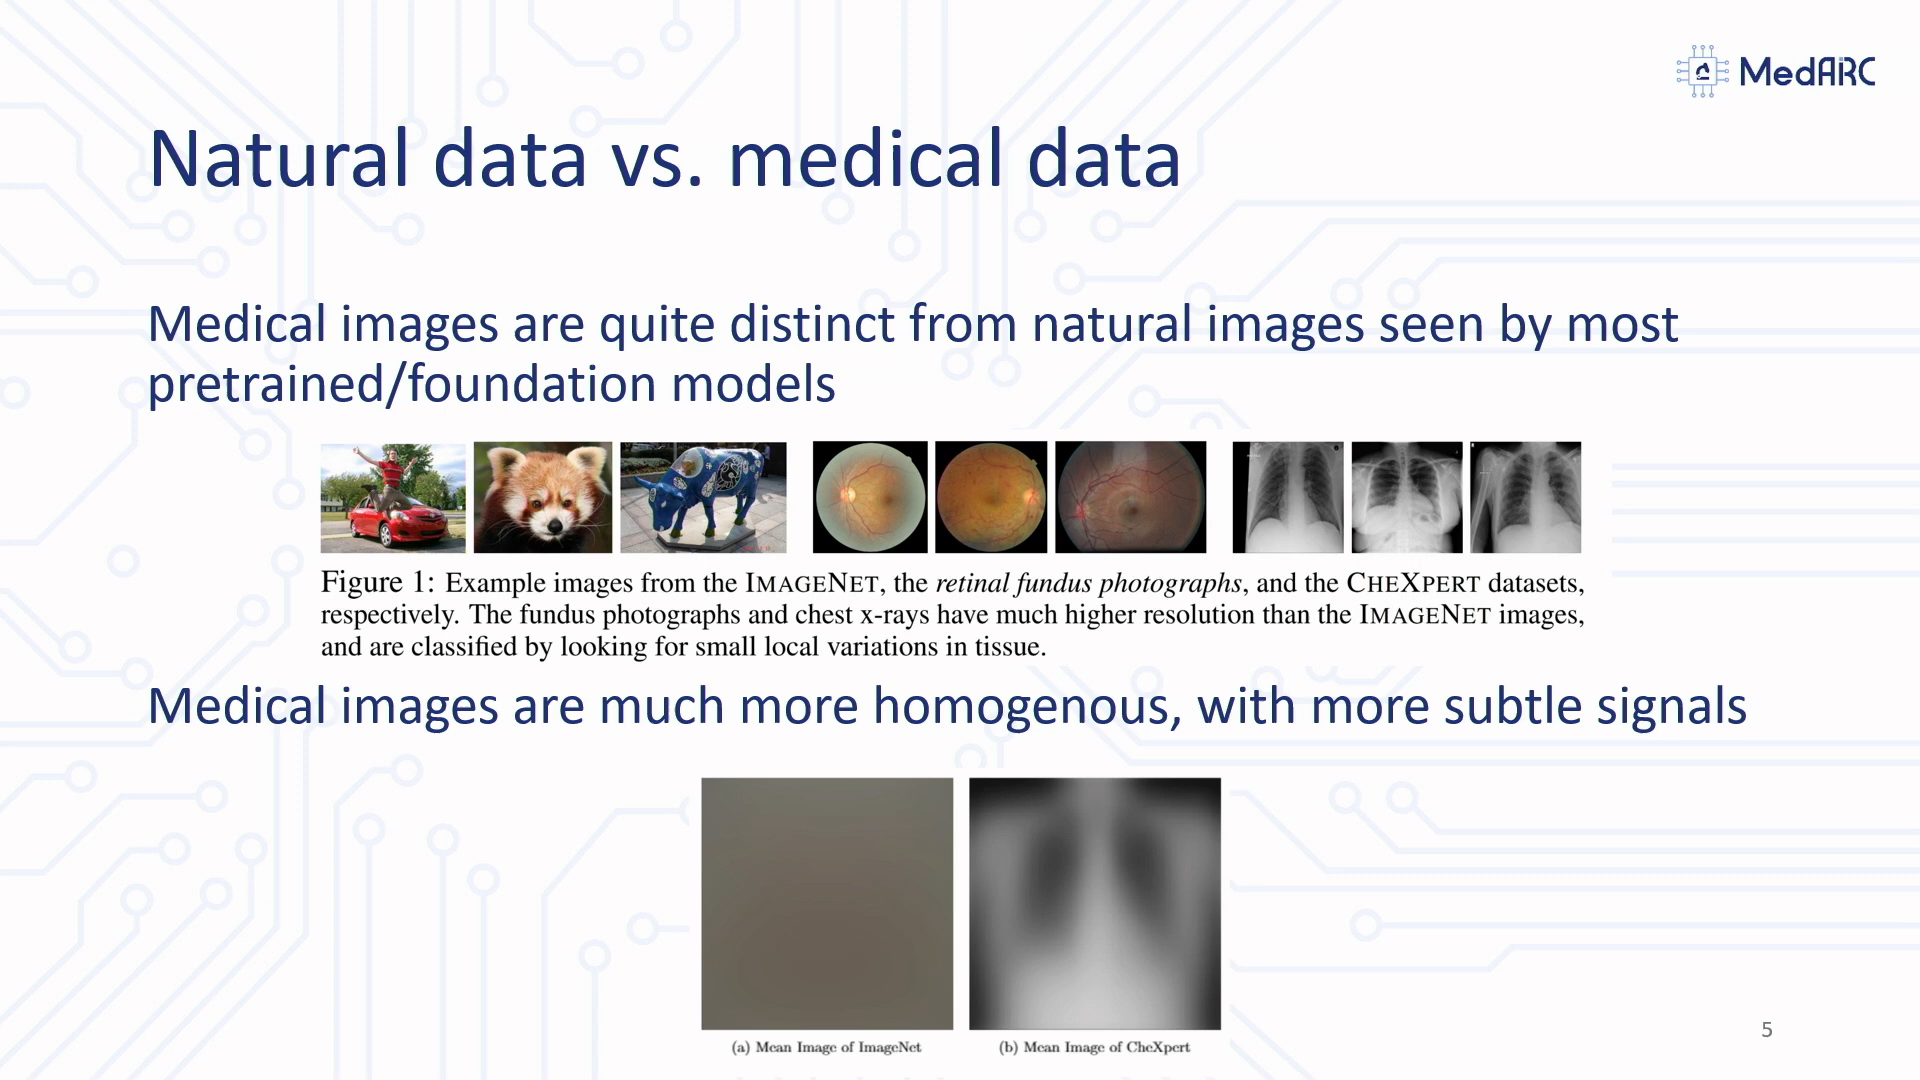 MedARC
Natural data vs. medical data
Medical images are quite distinct from natural images seen by most
pretrained/foundation models
Figure 1: Example images from the IMAGENET, the retinal fundus photographs, and the CHEXPERT datasets,
respectively. The fundus photographs and chest x-rays have much higher resolution than the IMAGENET images,
and are classified by looking for small local variations in tissue.
Medical images are much more homogenous, with more subtle signals
(a) Mean Image of ImageNet
(b) Mean Image of CheXpert
5